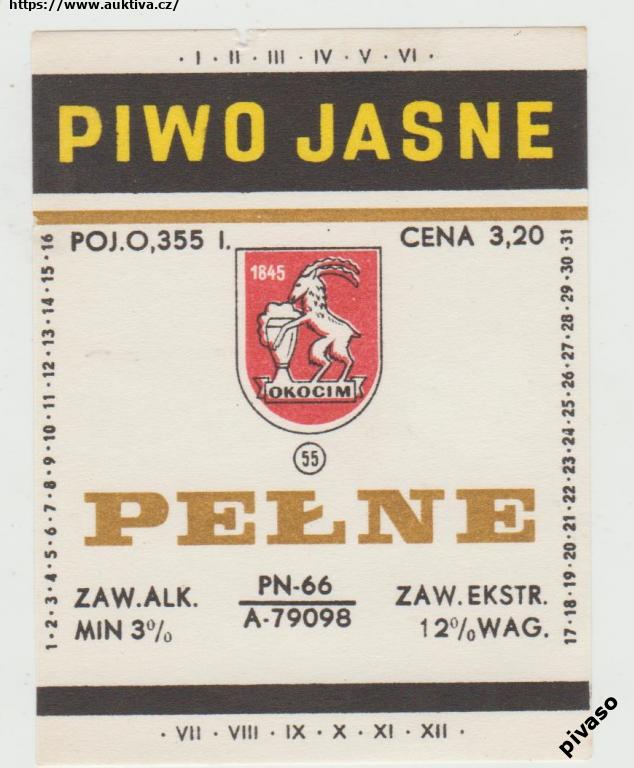 https://www.auktiva.cz/
· I · II · III · IV · V · VI ·
PIWO JASNE
POJ.0,355 l.
CENA 3,20
1·2·3·4·5·6·7·8·9·10·11·12·13·14·15·16
17·18·19·20·21·22·23·24·25·26·27·28·29·30·31
1845
OKOCIM
55
PEŁNE
ZAW.ALK.
MIN 3%
PN-66
A-79098
ZAW.EKSTR.
12% WAG.
· VII · VIII · IX · X · XI · XII ·
pivaso